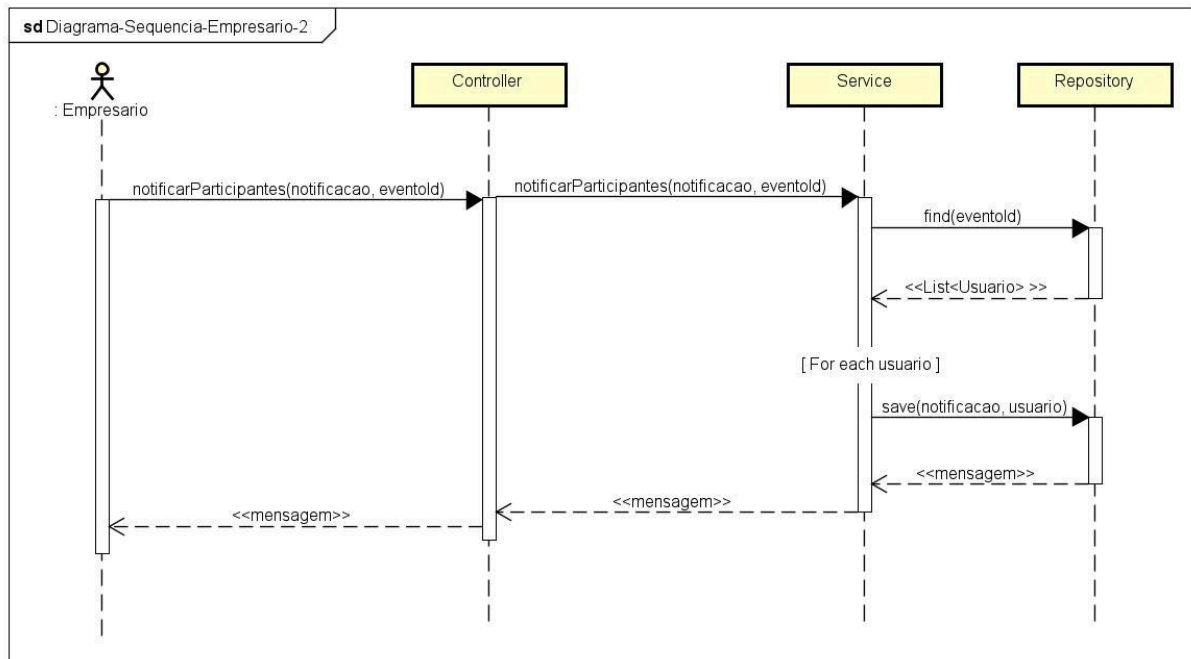 sd Diagrama-Sequencia-Empresario-2
: Empresario
Controller
Service
Repository
notificarParticipantes(notificacao, eventoId)
notificarParticipantes(notificacao, eventoId)
find(eventoId)
<<List<Usuario> >>
[ For each usuario ]
save(notificacao, usuario)
<<mensagem>>
<<mensagem>>
<<mensagem>>